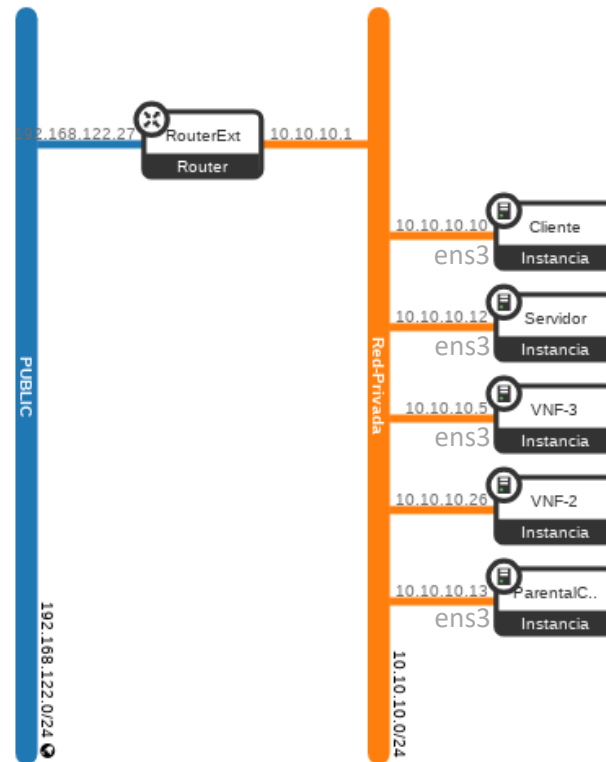 192.168.122.27
RouterExt
Router
10.10.10.1
10.10.10.10
ens3
Cliente
Instancia
10.10.10.12
ens3
Servidor
Instancia
10.10.10.5
ens3
VNF-3
Instancia
10.10.10.26
VNF-2
Instancia
10.10.10.13
ens3
ParentalC..
Instancia
PUBLIC
192.168.122.0/24
Red-Privada
10.10.10.0/24